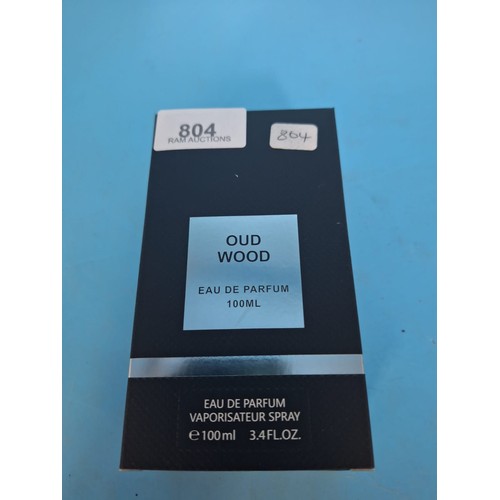 804
RAM AUCTIONS
804
OUD
WOOD
EAU DE PARFUM
100ML
EAU DE PARFUM
VAPORISATEUR SPRAY
℮100ml 3.4FL.OZ.